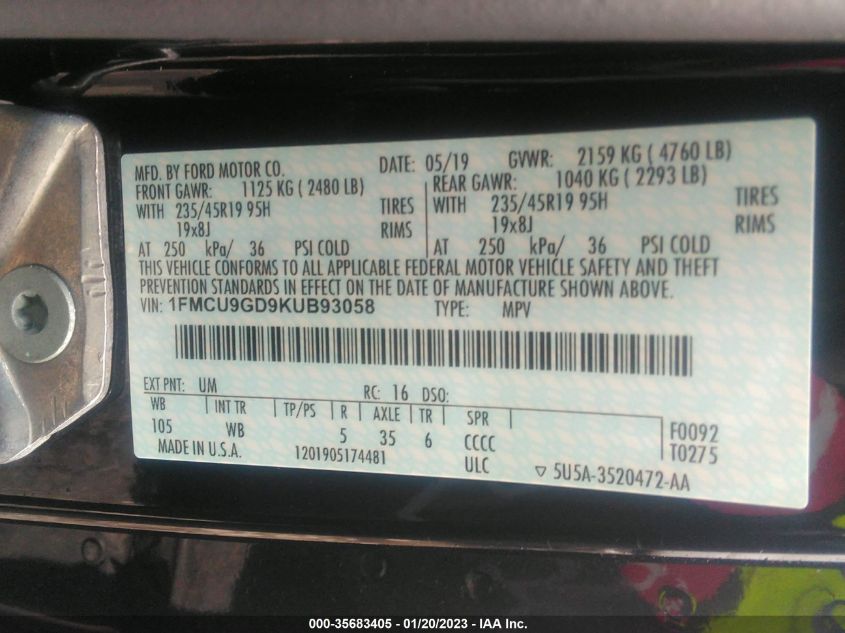 MFD. BY FORD MOTOR CO. DATE: 05/19 GVWR: 2159 KG ( 4760 LB)
FRONT GAWR: 1125 KG ( 2480 LB) REAR GAWR: 1040 KG ( 2293 LB)
WITH 235/45R19 95H TIRES WITH 235/45R19 95H TIRES
19x8J RIMS 19x8J RIMS
AT 250 kPa/ 36 PSI COLD AT 250 kPa/ 36 PSI COLD
THIS VEHICLE CONFORMS TO ALL APPLICABLE FEDERAL MOTOR VEHICLE SAFETY AND THEFT
PREVENTION STANDARDS IN EFFECT ON THE DATE OF MANUFACTURE SHOWN ABOVE.
VIN: 1FMCU9GD9KUB93058 TYPE: MPV
EXT PNT: UM RC: 16 DSO:
WB INT TR TP/PS R AXLE TR SPR
105 WB 5 35 6 CCCC F0092
MADE IN U.S.A. 1201905174481 ULC T0275
▽ 5U5A-3520472-AA
000-35683405 - 01/20/2023 - IAA Inc.